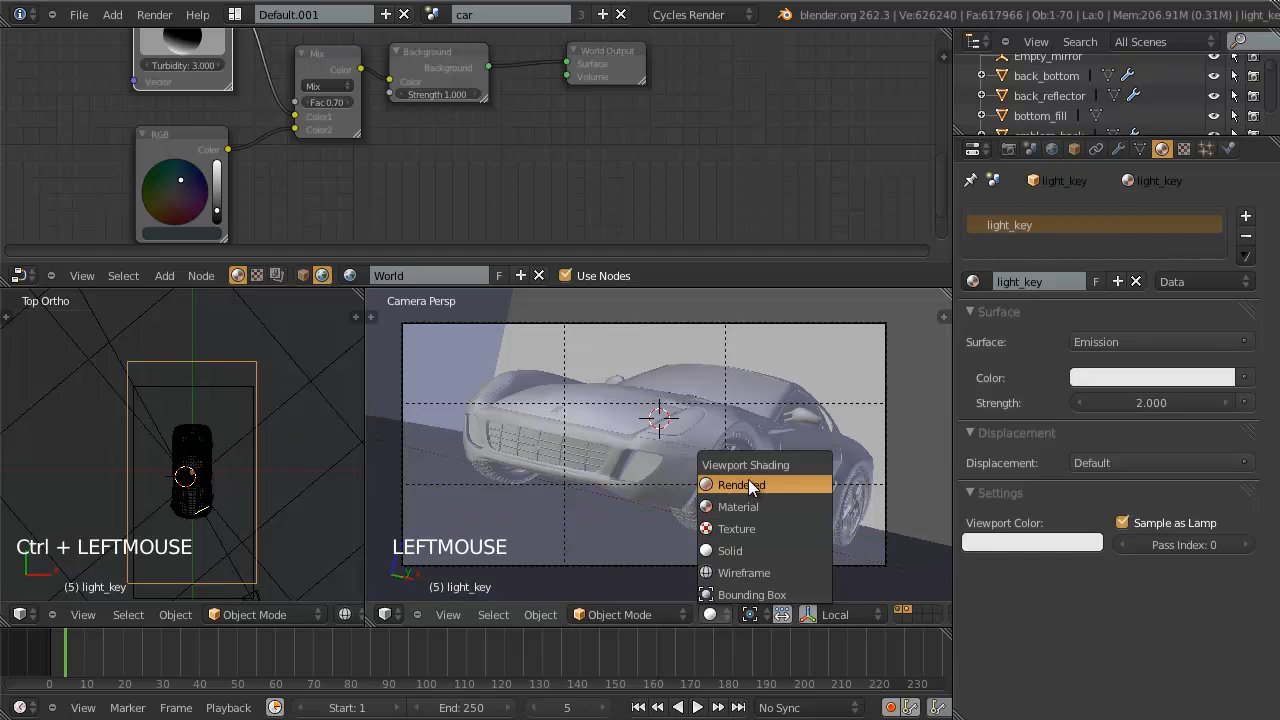 File Add Render Help Default.001 car 3 Cycles Render blender.org 262.3 | Ve:626240 | Fa:617966 | Ob:1-70 | La:0 | Mem:206.91M (0.31M) | light_ke
View Search All Scenes
Empty_mirror
back_bottom
back_reflector
bottom_fill
Turbidity: 3.000
Vector
Mix
Color
Mix
Fac 0.70
Color1
Color2
Background
Background
Color
Strength 1.000
World Output
Surface
Volume
RGB
Color
light_key light_key
light_key
View Select Add Node World F Use Nodes
light_key F Data
Surface
Surface: Emission
Color:
Strength: 2.000
Displacement
Displacement: Default
Settings
Viewport Color: Sample as Lamp
Pass Index: 0
Top Ortho
Ctrl + LEFTMOUSE
(5) light_key
Camera Persp
LEFTMOUSE
(5) light_key
Viewport Shading
Rendered
Material
Texture
Solid
Wireframe
Bounding Box
View Select Object Object Mode View Select Object Object Mode Local
0 10 20 30 40 50 60 70 80 90 100 110 120 130 140 150 160 170 180 190 200 210 220 230
View Marker Frame Playback Start: 1 End: 250 5 No Sync